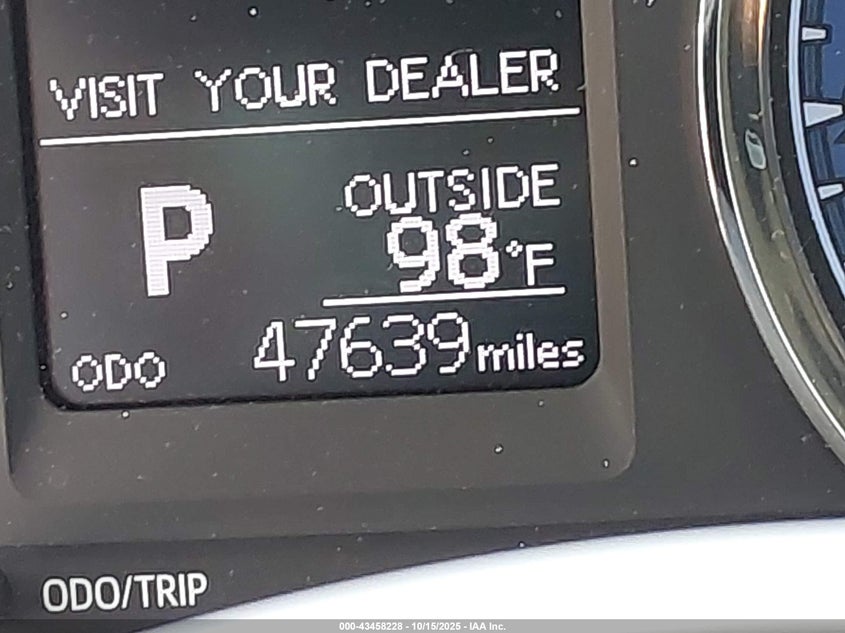 VISIT YOUR DEALER
P
OUTSIDE
98°F
ODO 47639 miles
ODO/TRIP
000-43458228 - 10/15/2025 - IAA Inc.